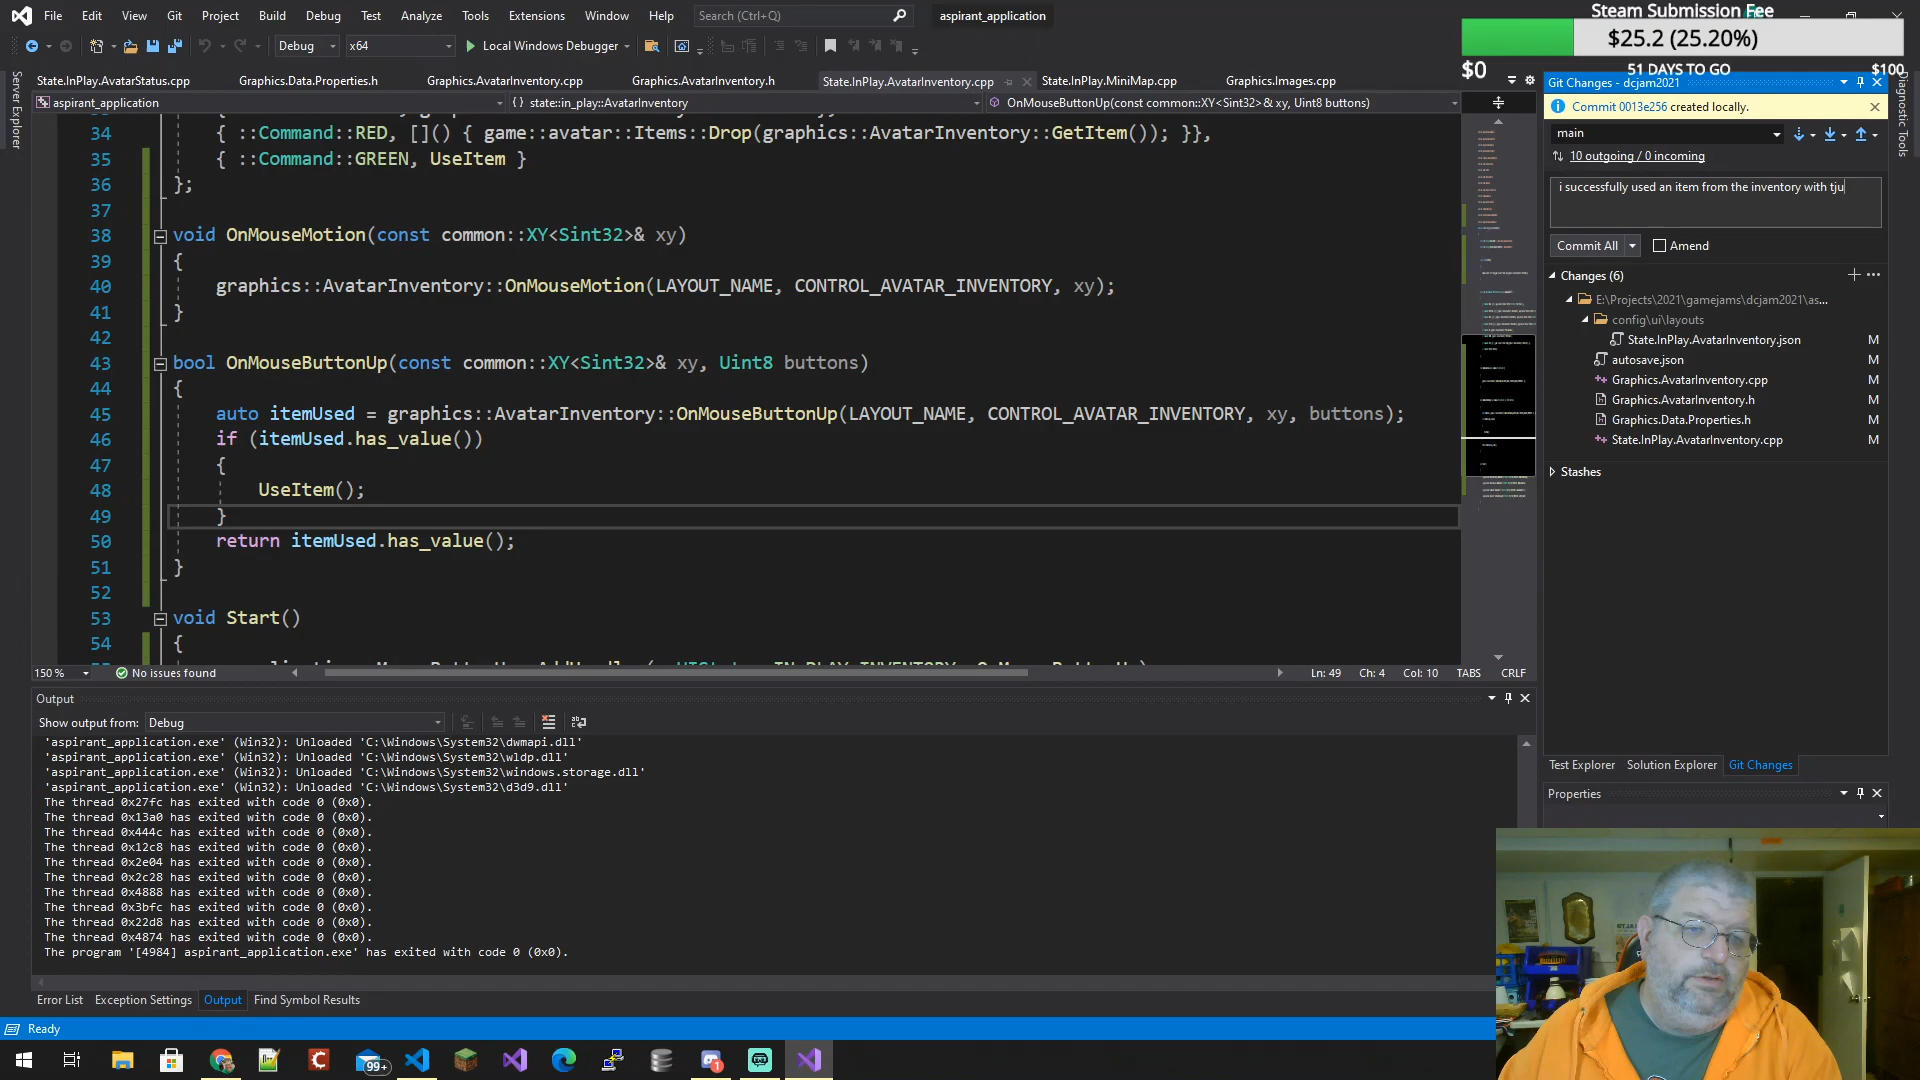 File Edit View Git Project Build Debug Test Analyze Tools Extensions Window Help Search (Ctrl+Q) aspirant_application
Steam Submission Fee
$25.2 (25.20%)
$0 51 DAYS TO GO $100
Debug x64 Local Windows Debugger
State.InPlay.AvatarStatus.cpp Graphics.Data.Properties.h Graphics.AvatarInventory.cpp Graphics.AvatarInventory.h State.InPlay.AvatarInventory.cpp State.InPlay.MiniMap.cpp Graphics.Images.cpp
aspirant_application {} state::in_play::AvatarInventory OnMouseButtonUp(const common::XY<Sint32>& xy, Uint8 buttons)
Server Explorer
Diagnostic Tools
34 { ::Command::RED, []() { game::avatar::Items::Drop(graphics::AvatarInventory::GetItem()); }},
35 { ::Command::GREEN, UseItem }
36 };
37
38 void OnMouseMotion(const common::XY<Sint32>& xy)
39 {
40 graphics::AvatarInventory::OnMouseMotion(LAYOUT_NAME, CONTROL_AVATAR_INVENTORY, xy);
41 }
42
43 bool OnMouseButtonUp(const common::XY<Sint32>& xy, Uint8 buttons)
44 {
45 auto itemUsed = graphics::AvatarInventory::OnMouseButtonUp(LAYOUT_NAME, CONTROL_AVATAR_INVENTORY, xy, buttons);
46 if (itemUsed.has_value())
47 {
48 UseItem();
49 }
50 return itemUsed.has_value();
51 }
52
53 void Start()
54 {
150 % No issues found Ln: 49 Ch: 4 Col: 10 TABS CRLF
Git Changes - dcjam2021
Commit 0013e256 created locally.
main
10 outgoing / 0 incoming
i successfully used an item from the inventory with tju
Commit All Amend
Changes (6)
E:\Projects\2021\gamejams\dcjam2021\as...
config\ui\layouts
State.InPlay.AvatarInventory.json M
autosave.json M
Graphics.AvatarInventory.cpp M
Graphics.AvatarInventory.h M
Graphics.Data.Properties.h M
State.InPlay.AvatarInventory.cpp M
Stashes
Test Explorer Solution Explorer Git Changes
Properties
Output
Show output from: Debug
'aspirant_application.exe' (Win32): Unloaded 'C:\Windows\System32\dwmapi.dll'
'aspirant_application.exe' (Win32): Unloaded 'C:\Windows\System32\wldp.dll'
'aspirant_application.exe' (Win32): Unloaded 'C:\Windows\System32\windows.storage.dll'
'aspirant_application.exe' (Win32): Unloaded 'C:\Windows\System32\d3d9.dll'
The thread 0x27fc has exited with code 0 (0x0).
The thread 0x13a0 has exited with code 0 (0x0).
The thread 0x444c has exited with code 0 (0x0).
The thread 0x12c8 has exited with code 0 (0x0).
The thread 0x2e04 has exited with code 0 (0x0).
The thread 0x2c28 has exited with code 0 (0x0).
The thread 0x4888 has exited with code 0 (0x0).
The thread 0x3bfc has exited with code 0 (0x0).
The thread 0x22d8 has exited with code 0 (0x0).
The thread 0x4874 has exited with code 0 (0x0).
The program '[4984] aspirant_application.exe' has exited with code 0 (0x0).
Error List Exception Settings Output Find Symbol Results
Ready
99+ 1